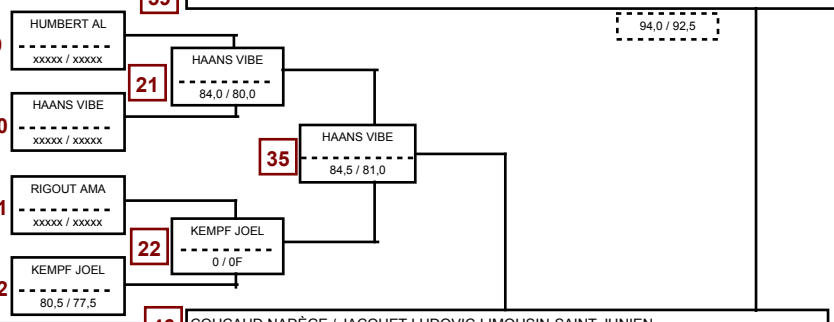 HUMBERT AL
xxxxx / xxxxx
94,0 / 92,5
21
HAANS VIBE
84,0 / 80,0
HAANS VIBE
xxxxx / xxxxx
35
HAANS VIBE
84,5 / 81,0
RIGOUT AMA
xxxxx / xxxxx
22
KEMPF JOEL
0 / 0F
KEMPF JOEL
80,5 / 77,5